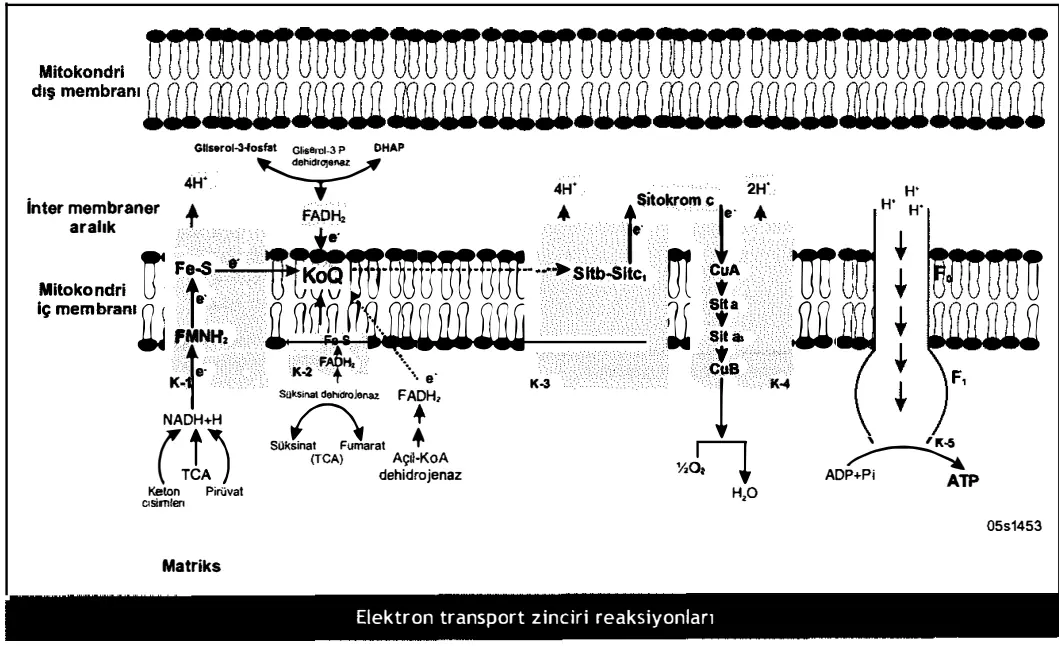 Mitokondri
dış membranı
Gliserol-3-fosfat
Gliserol-3 P
dehidrojenaz
DHAP
4H⁺
FADH₂
e⁻
İnter membraner
aralık
4H⁺
Sitokrom c
e⁻
e⁻
2H⁺
H⁺
H⁺
H⁺
Mitokondri
iç membranı
Fe-S
e⁻
KoQ
Sitb-Sitc₁
CuA
Sit a
Sit a₃
CuB
F₀
F₁
e⁻
FMNH₂
e⁻
K-1
Fe-S
FADH₂
K-2
K-3
K-4
K-5
NADH+H
TCA
Keton
cisimleri
Pirüvat
Süksinat dehidrojenaz
Süksinat
Fumarat
(TCA)
e⁻
FADH₂
Açil-KoA
dehidrojenaz
½O₂
H₂O
ADP+Pi
ATP
05s1453
Matriks
Elektron transport zinciri reaksiyonları